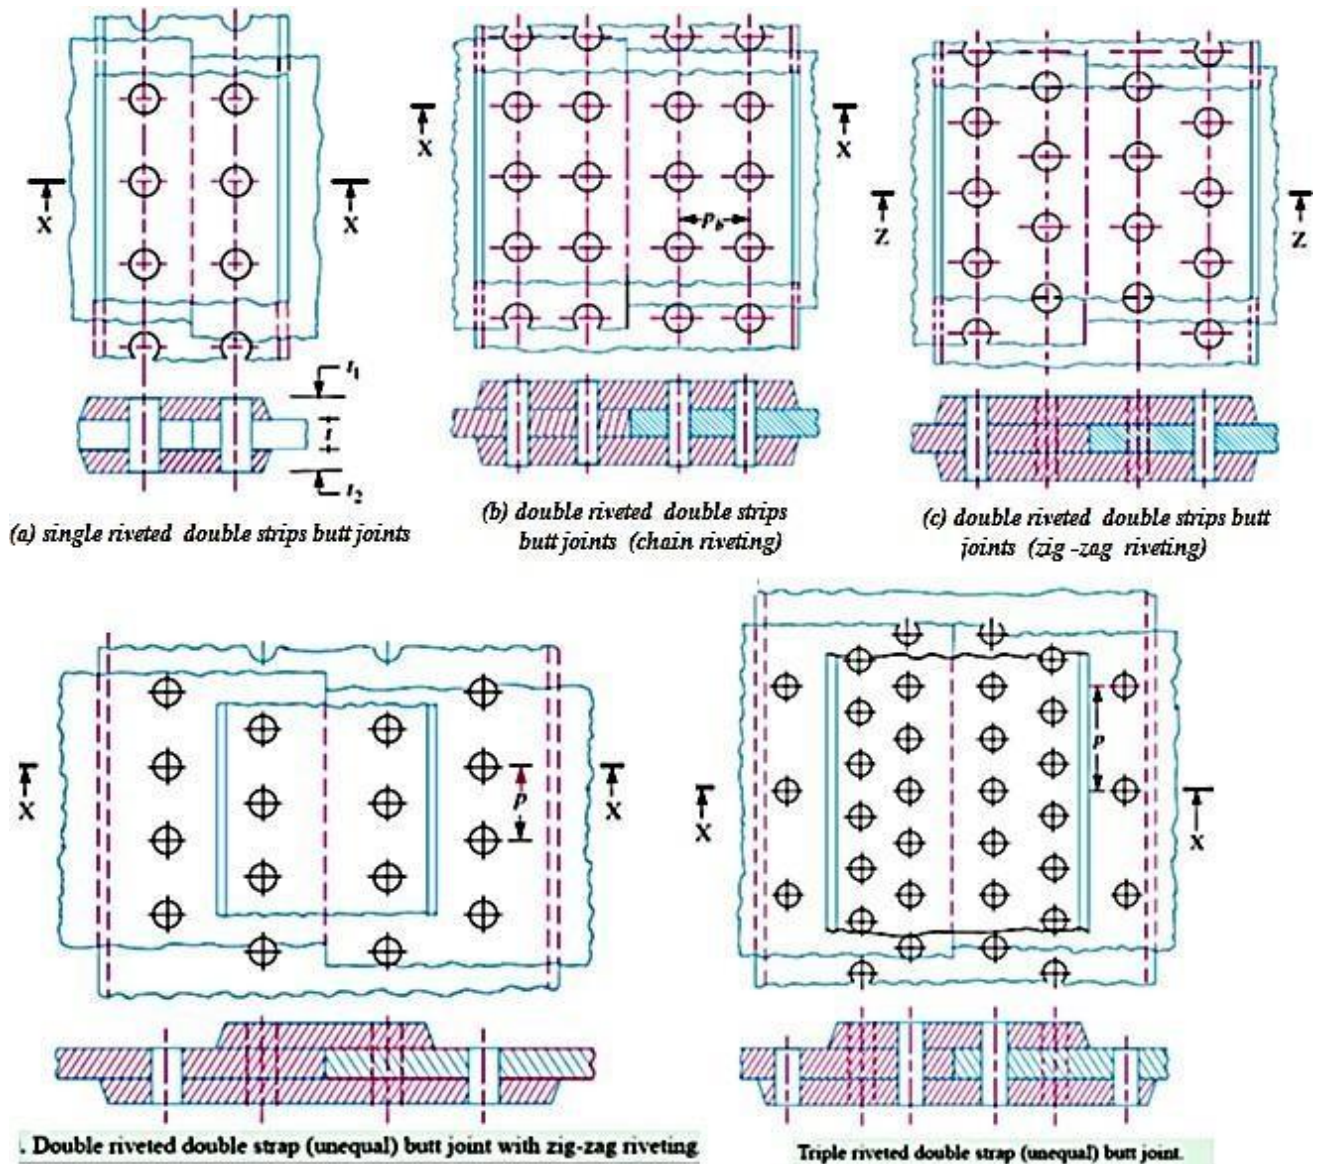 X
X
t1
t
t2
(a) single riveted double strips butt joints
X
X
Pb
(b) double riveted double strips
butt joints (chain riveting)
Z
Z
(c) double riveted double strips butt
joints (zig -zag riveting)
X
X
p
. Double riveted double strap (unequal) butt joint with zig-zag riveting
X
X
p
Triple riveted double strap (unequal) butt joint.